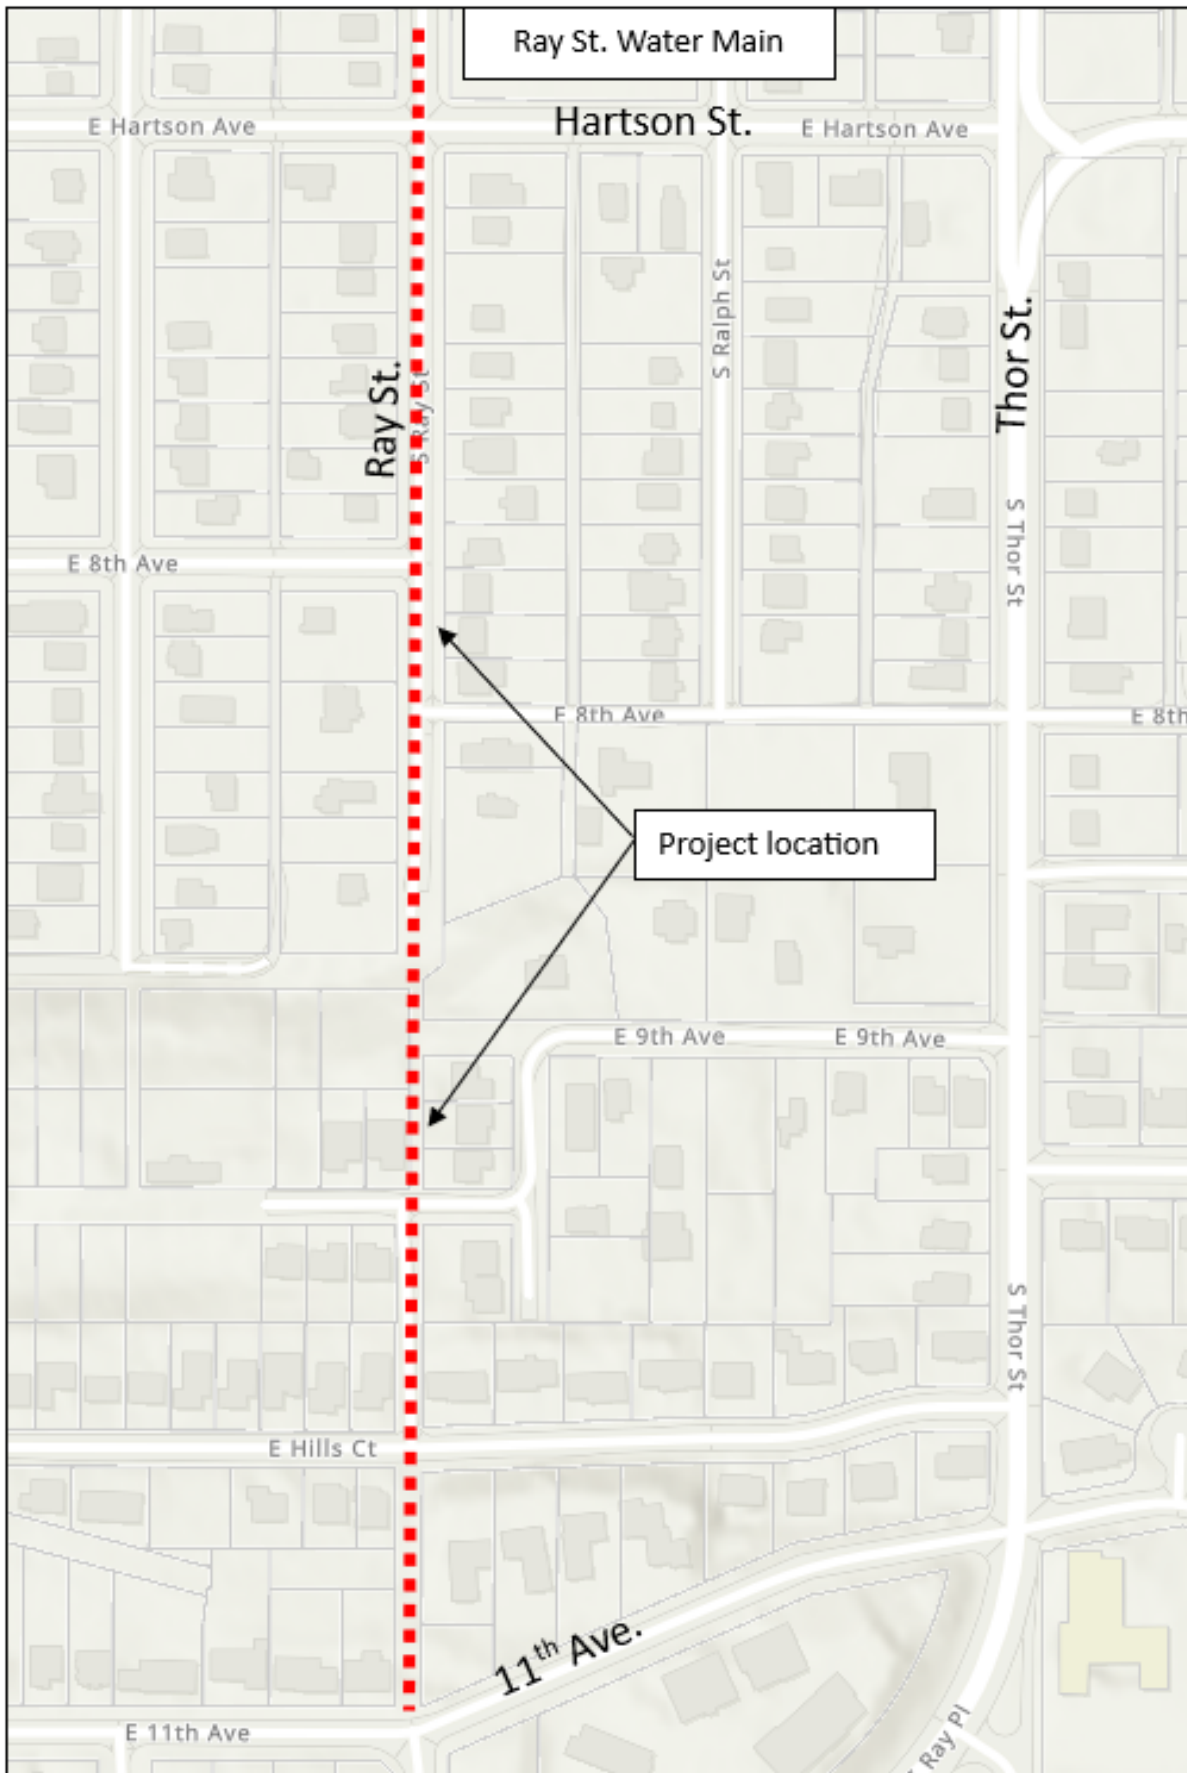 Ray St. Water Main
E Hartson Ave
Hartson St.
E Hartson Ave
S Ralph St
Thor St.
Ray St.
S Ray St
S Thor St
E 8th Ave
E 8th Ave
E 8th
Project location
E 9th Ave
E 9th Ave
S Thor St
E Hills Ct
11th Ave.
E 11th Ave
Ray Pl